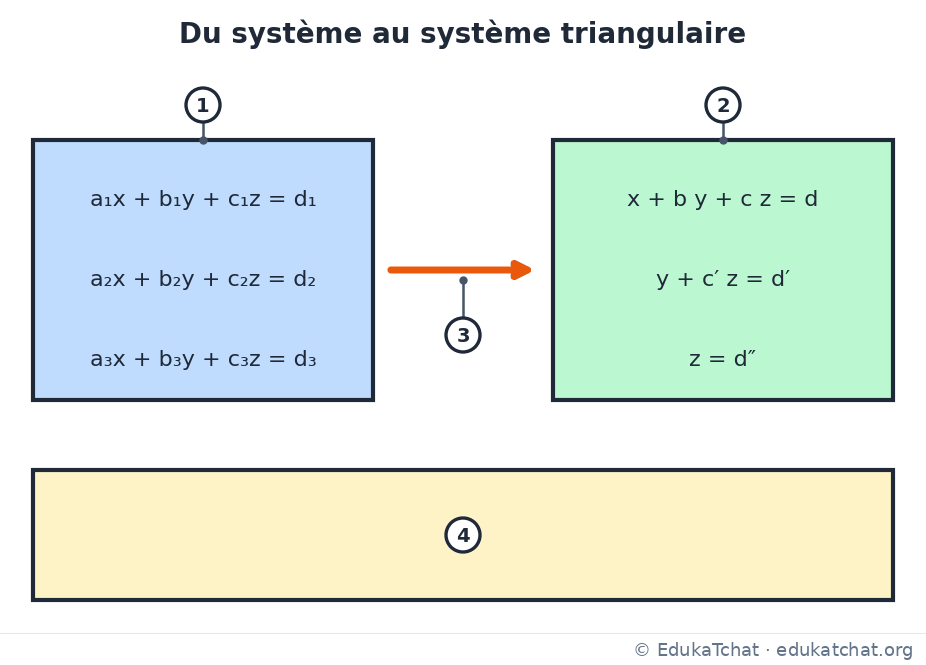 Du système au système triangulaire
1
2
a₁x + b₁y + c₁z = d₁
x + b y + c z = d
a₂x + b₂y + c₂z = d₂
y + c′ z = d′
3
a₃x + b₃y + c₃z = d₃
z = d″
4
© EdukaTchat · edukatchat.org